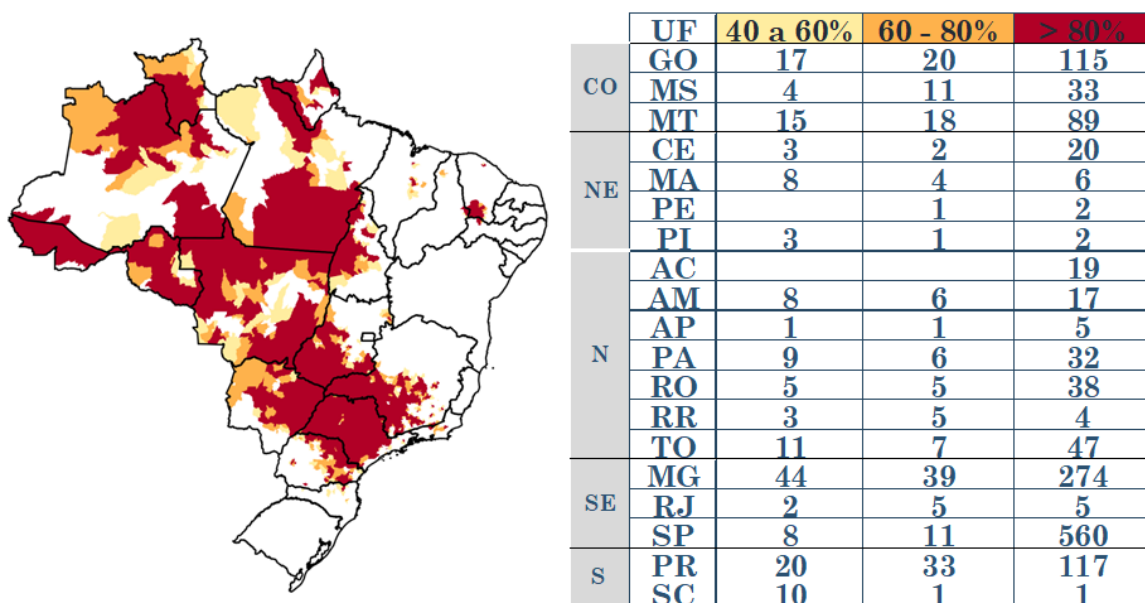 UF 40 a 60% 60 - 80% > 80%
CO
GO 17 20 115
MS 4 11 33
MT 15 18 89
NE
CE 3 2 20
MA 8 4 6
PE 1 2
PI 3 1 2
N
AC 19
AM 8 6 17
AP 1 1 5
PA 9 6 32
RO 5 5 38
RR 3 5 4
TO 11 7 47
SE
MG 44 39 274
RJ 2 5 5
SP 8 11 560
S
PR 20 33 117
SC 10 1 1